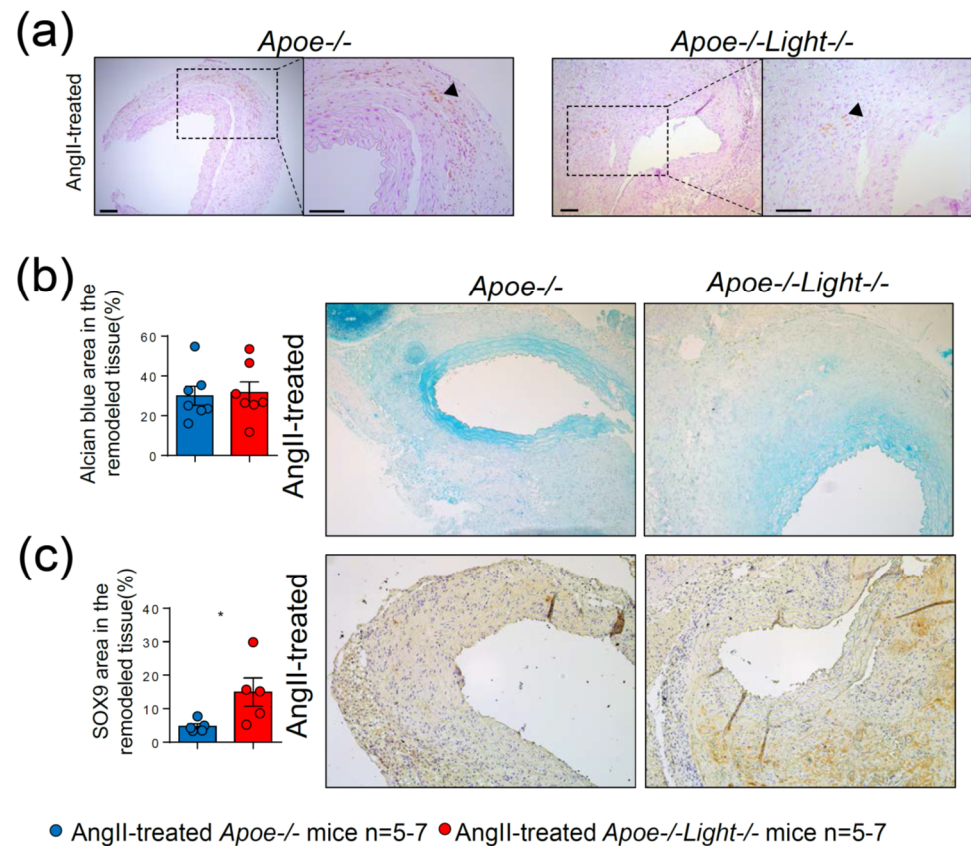 (a)
Apoe-/-
Apoe-/-Light-/-
AngII-treated
(b)
Apoe-/-
Apoe-/-Light-/-
Alcian blue area in the
remodeled tissue(%)
60
40
20
0
AngII-treated
(c)
SOX9 area in the
remodeled tissue(%)
40
30
20
10
0
*
AngII-treated
AngII-treated Apoe-/- mice n=5-7 AngII-treated Apoe-/-Light-/- mice n=5-7